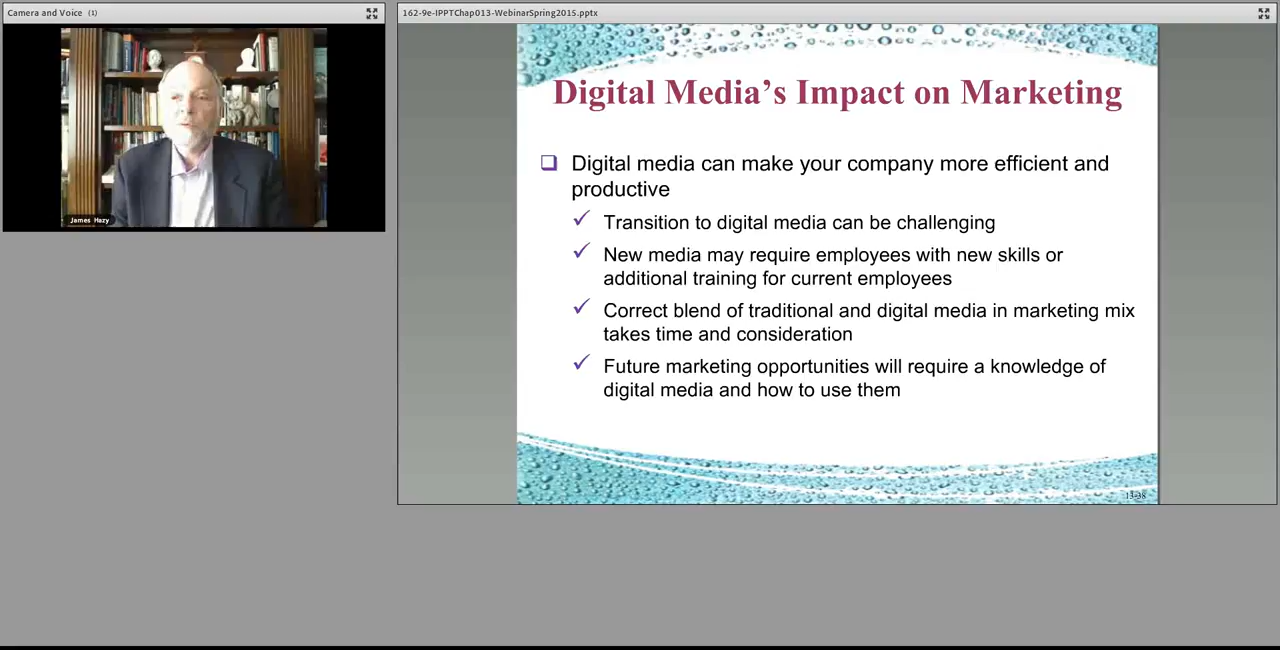 Camera and Voice (1)
James Hazy
162-9e-IPPTChap013-WebinarSpring2015.pptx
Digital Media's Impact on Marketing
Digital media can make your company more efficient and
productive
Transition to digital media can be challenging
New media may require employees with new skills or
additional training for current employees
Correct blend of traditional and digital media in marketing mix
takes time and consideration
Future marketing opportunities will require a knowledge of
digital media and how to use them
13-38